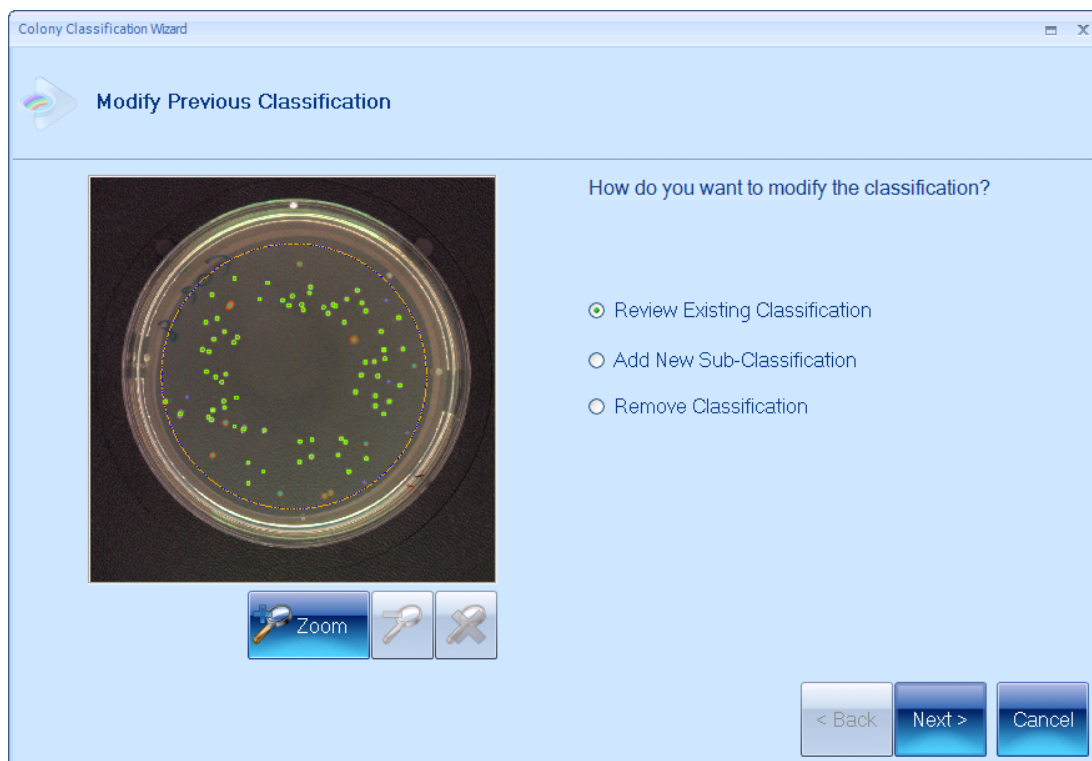 Colony Classification Wizard
Modify Previous Classification
How do you want to modify the classification?
Review Existing Classification
Add New Sub-Classification
Remove Classification
Zoom
< Back
Next >
Cancel